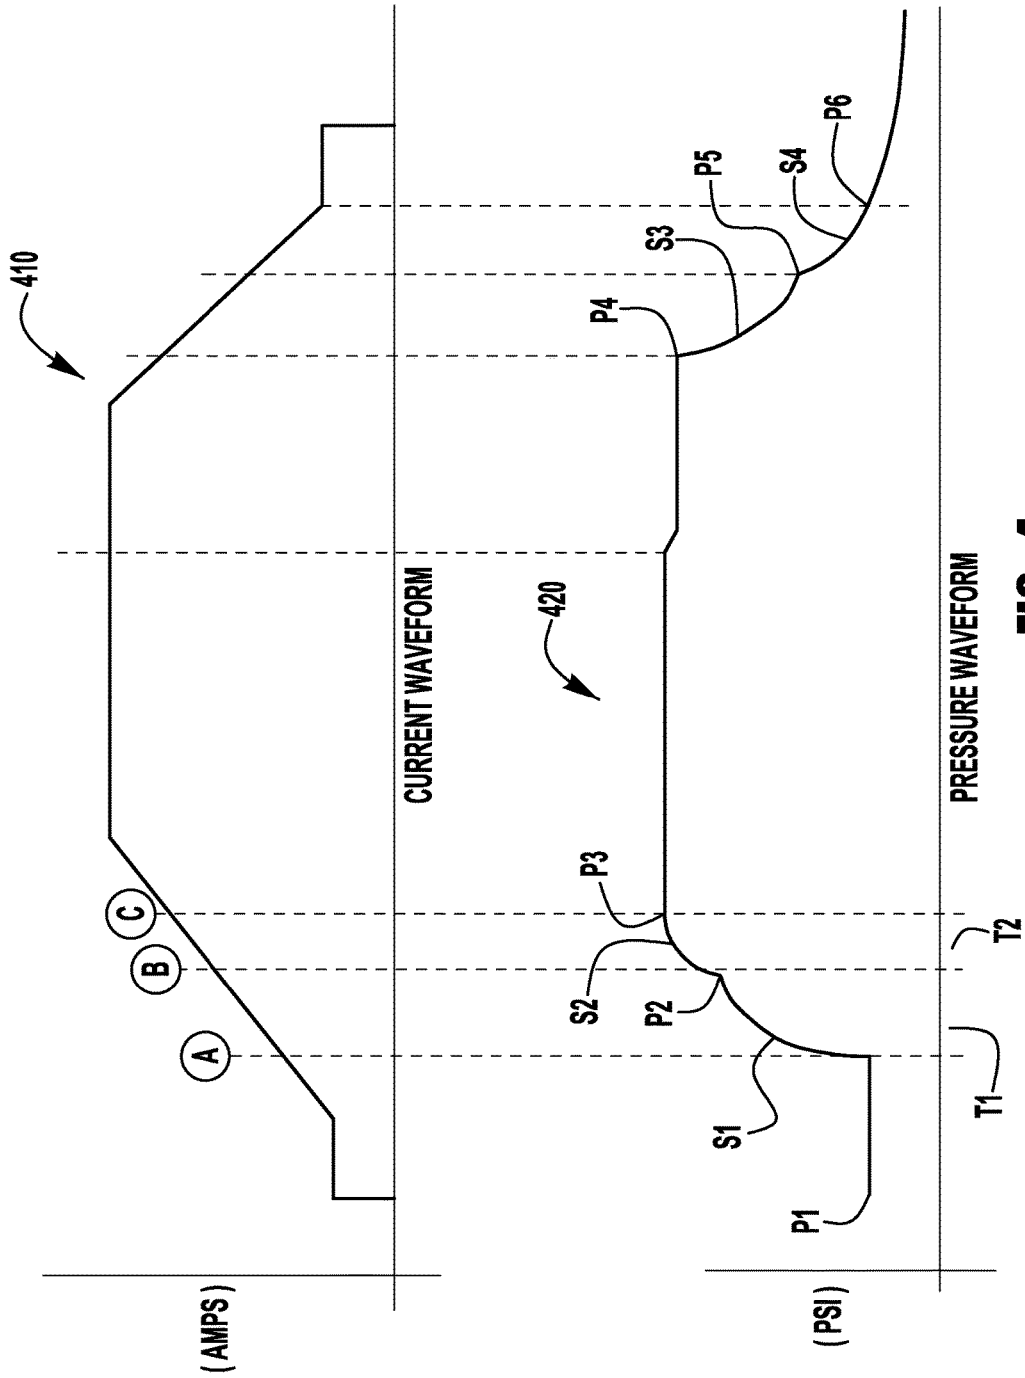 410
( AMPS )
A
B
C
CURRENT WAVEFORM
420
( PSI )
P1
S1
P2
S2
P3
P4
S3
P5
S4
P6
T1
T2
PRESSURE WAVEFORM